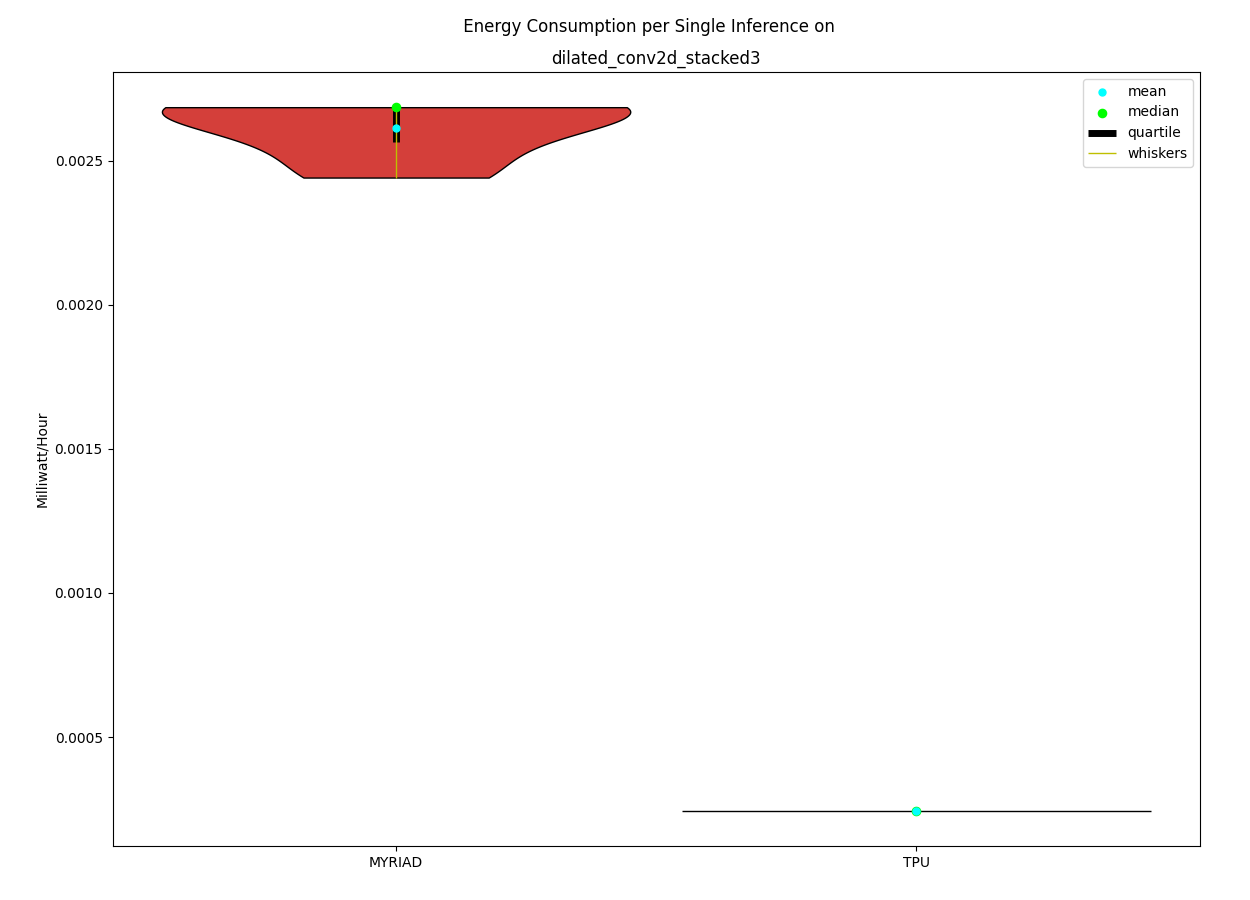 Energy Consumption per Single Inference on
dilated_conv2d_stacked3
mean
median
quartile
whiskers
0.0025
0.0020
0.0015
0.0010
0.0005
Milliwatt/Hour
MYRIAD
TPU